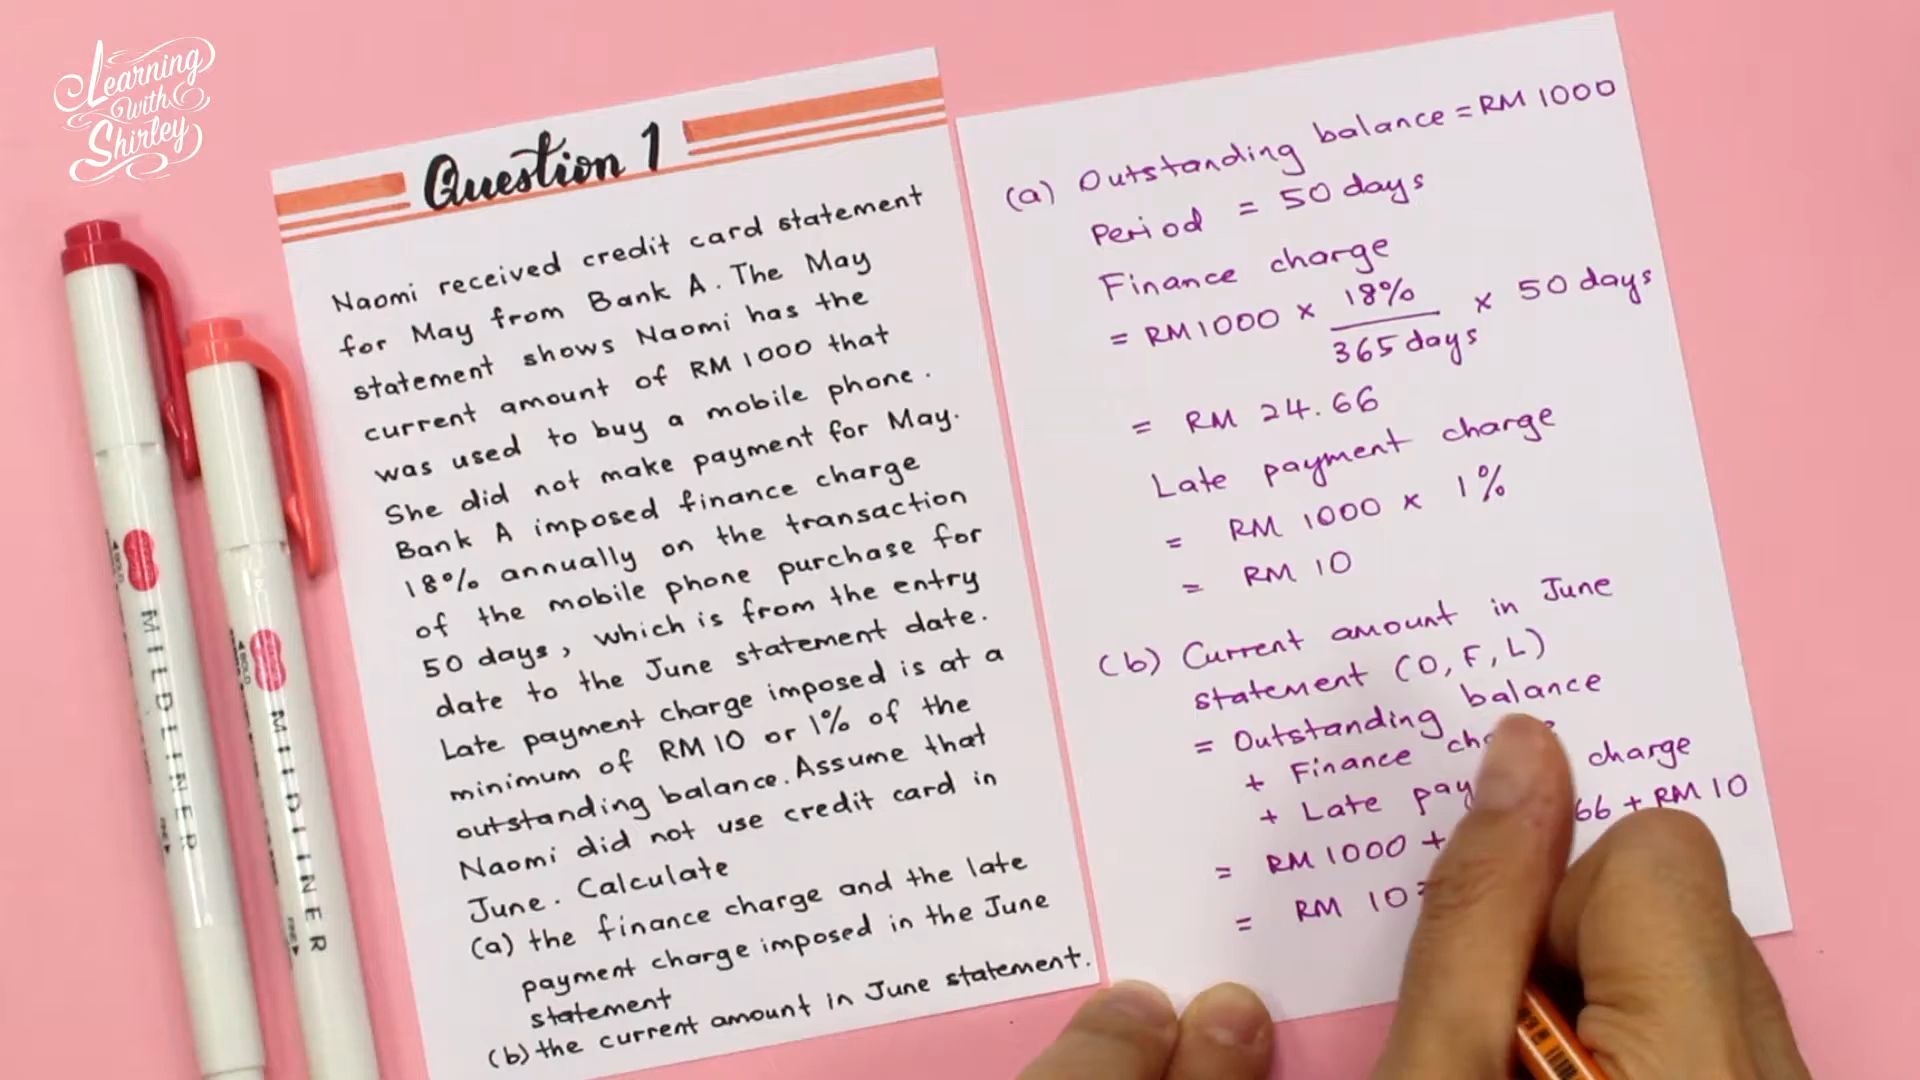 Learning
With
Shirley
Question 1
Naomi received credit card statement
for May from Bank A. The May
statement shows Naomi has the
current amount of RM 1000 that
was used to buy a mobile phone.
She did not make payment for May.
Bank A imposed finance charge
18% annually on the transaction
of the mobile phone purchase for
50 days, which is from the entry
date to the June statement date.
Late payment charge imposed is at a
minimum of RM 10 or 1% of the
outstanding balance. Assume that
Naomi did not use credit card in
June. Calculate
(a) the finance charge and the late
payment charge imposed in the June
statement
(b) the current amount in June statement.
(a) Outstanding balance = RM 1000
Period = 50 days
Finance charge
= RM 1000 × 18% / 365 days × 50 days
= RM 24.66
Late payment charge
= RM 1000 × 1%
= RM 10
(b) Current amount in June
statement (O, F, L)
= Outstanding balance
+ Finance
+ Late charge
= RM 1000 + 66 + RM 10
= RM 10
MILDLINER
MILDLINER